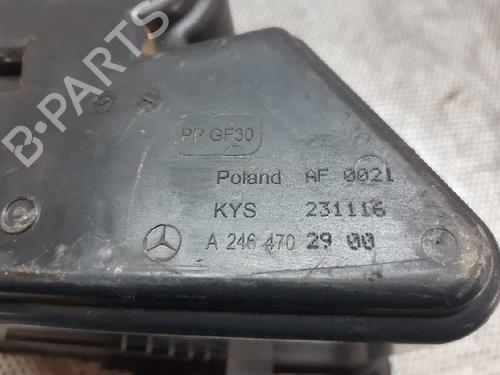 B-PARTS
PP GF30
Poland AF 0021
KYS 231116
A 246 470 29 00